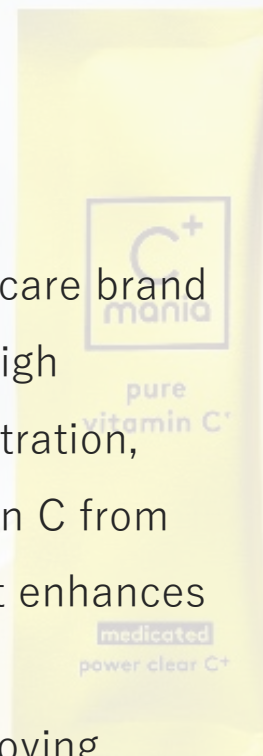 C+
care brand
mania
igh
pure
vitamin C+
tration,
n C from
t enhances
medicated
power clear C+
oving